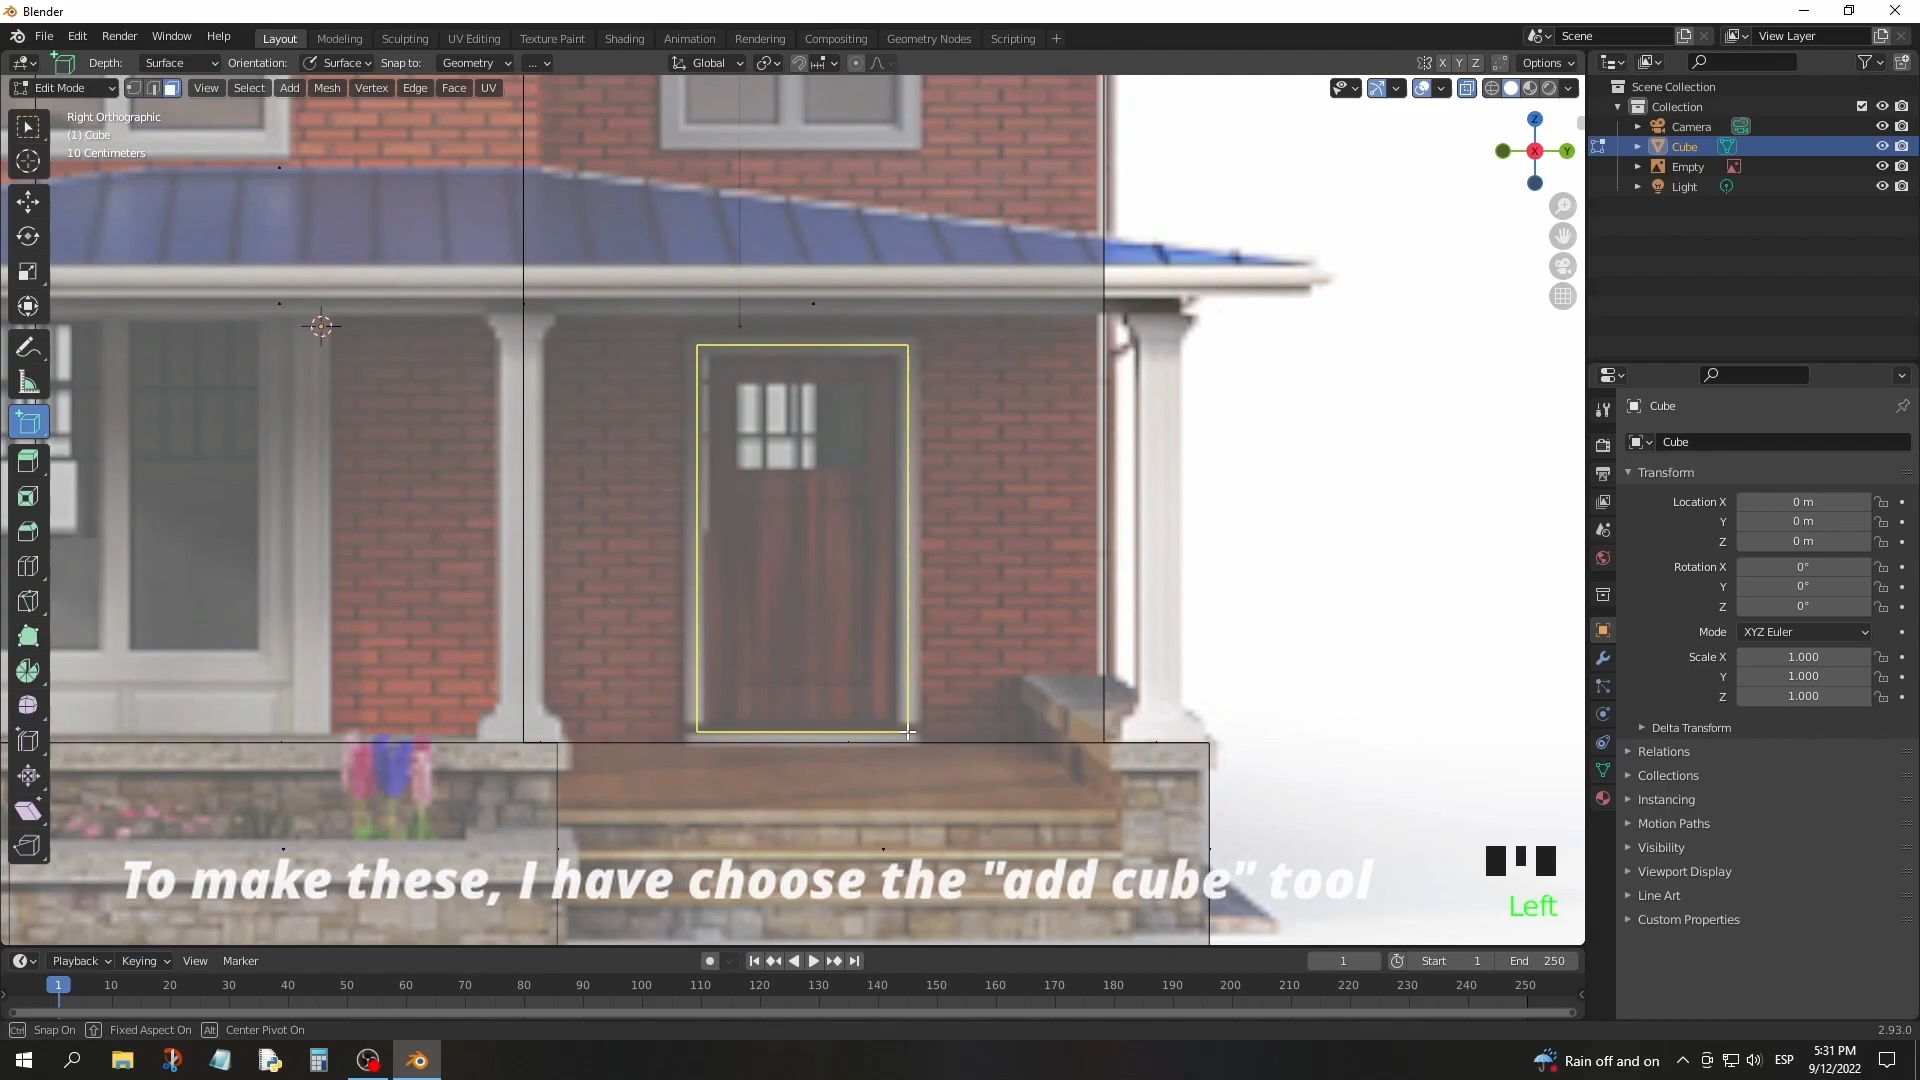 Blender
File Edit Render Window Help
Layout Modeling Sculpting UV Editing Texture Paint Shading Animation Rendering Compositing Geometry Nodes Scripting +
Scene
View Layer
Depth: Surface Orientation: Surface Snap to: Geometry ...
Global
X Y Z
Options
Edit Mode
View Select Add Mesh Vertex Edge Face UV
Right Orthographic
(1) Cube
10 Centimeters
Z
X
Y
Scene Collection
Collection
Camera
Cube
Empty
Light
Cube
Cube
Transform
Location X 0 m
Y 0 m
Z 0 m
Rotation X 0°
Y 0°
Z 0°
Mode XYZ Euler
Scale X 1.000
Y 1.000
Z 1.000
Delta Transform
Relations
Collections
Instancing
Motion Paths
Visibility
Viewport Display
Line Art
Custom Properties
To make these, I have choose the "add cube" tool
Left
Playback Keying View Marker
1
Start 1
End 250
1 10 20 30 40 50 60 70 80 90 100 110 120 130 140 150 160 170 180 190 200 210 220 230 240 250
Ctrl Snap On Fixed Aspect On Alt Center Pivot On
2.93.0
Rain off and on
ESP
5:31 PM
9/12/2022